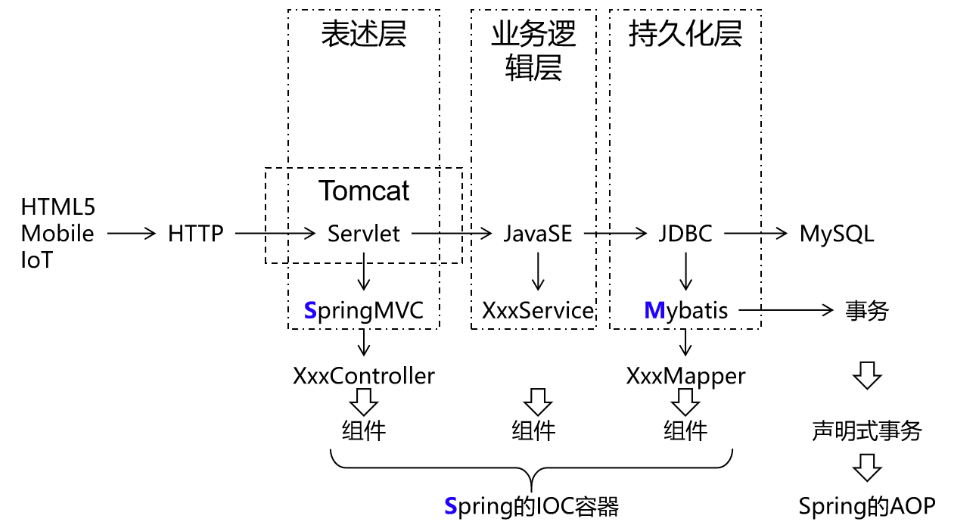 表述层
业务逻
辑层
持久化层
Tomcat
HTML5
Mobile
IoT
HTTP
Servlet
JavaSE
JDBC
MySQL
SpringMVC
XxxService
Mybatis
事务
XxxController
XxxMapper
组件
组件
组件
声明式事务
Spring的IOC容器
Spring的AOP